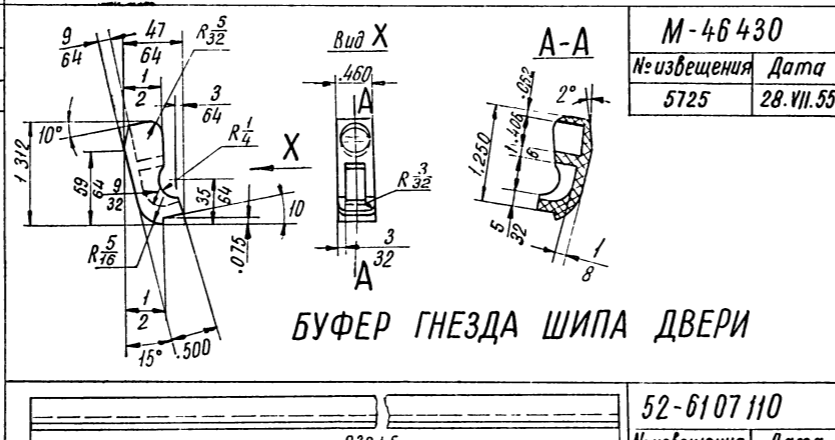 М-46430
№ извещения Дата
5725 28.VII.55
9/64
47/64
R 5/32
1/2
3/64
10°
R 1/4
X
1.312
59/64
9/32
35/64
10
R 5/16
.075
1/2
15°
.500
Вид X
.460
А
R 3/32
3/32
А
А-А
.052
2°
1.250
.406
5/32
1/8
БУФЕР ГНЕЗДА ШИПА ДВЕРИ
52-6107110
№ извещения Дата